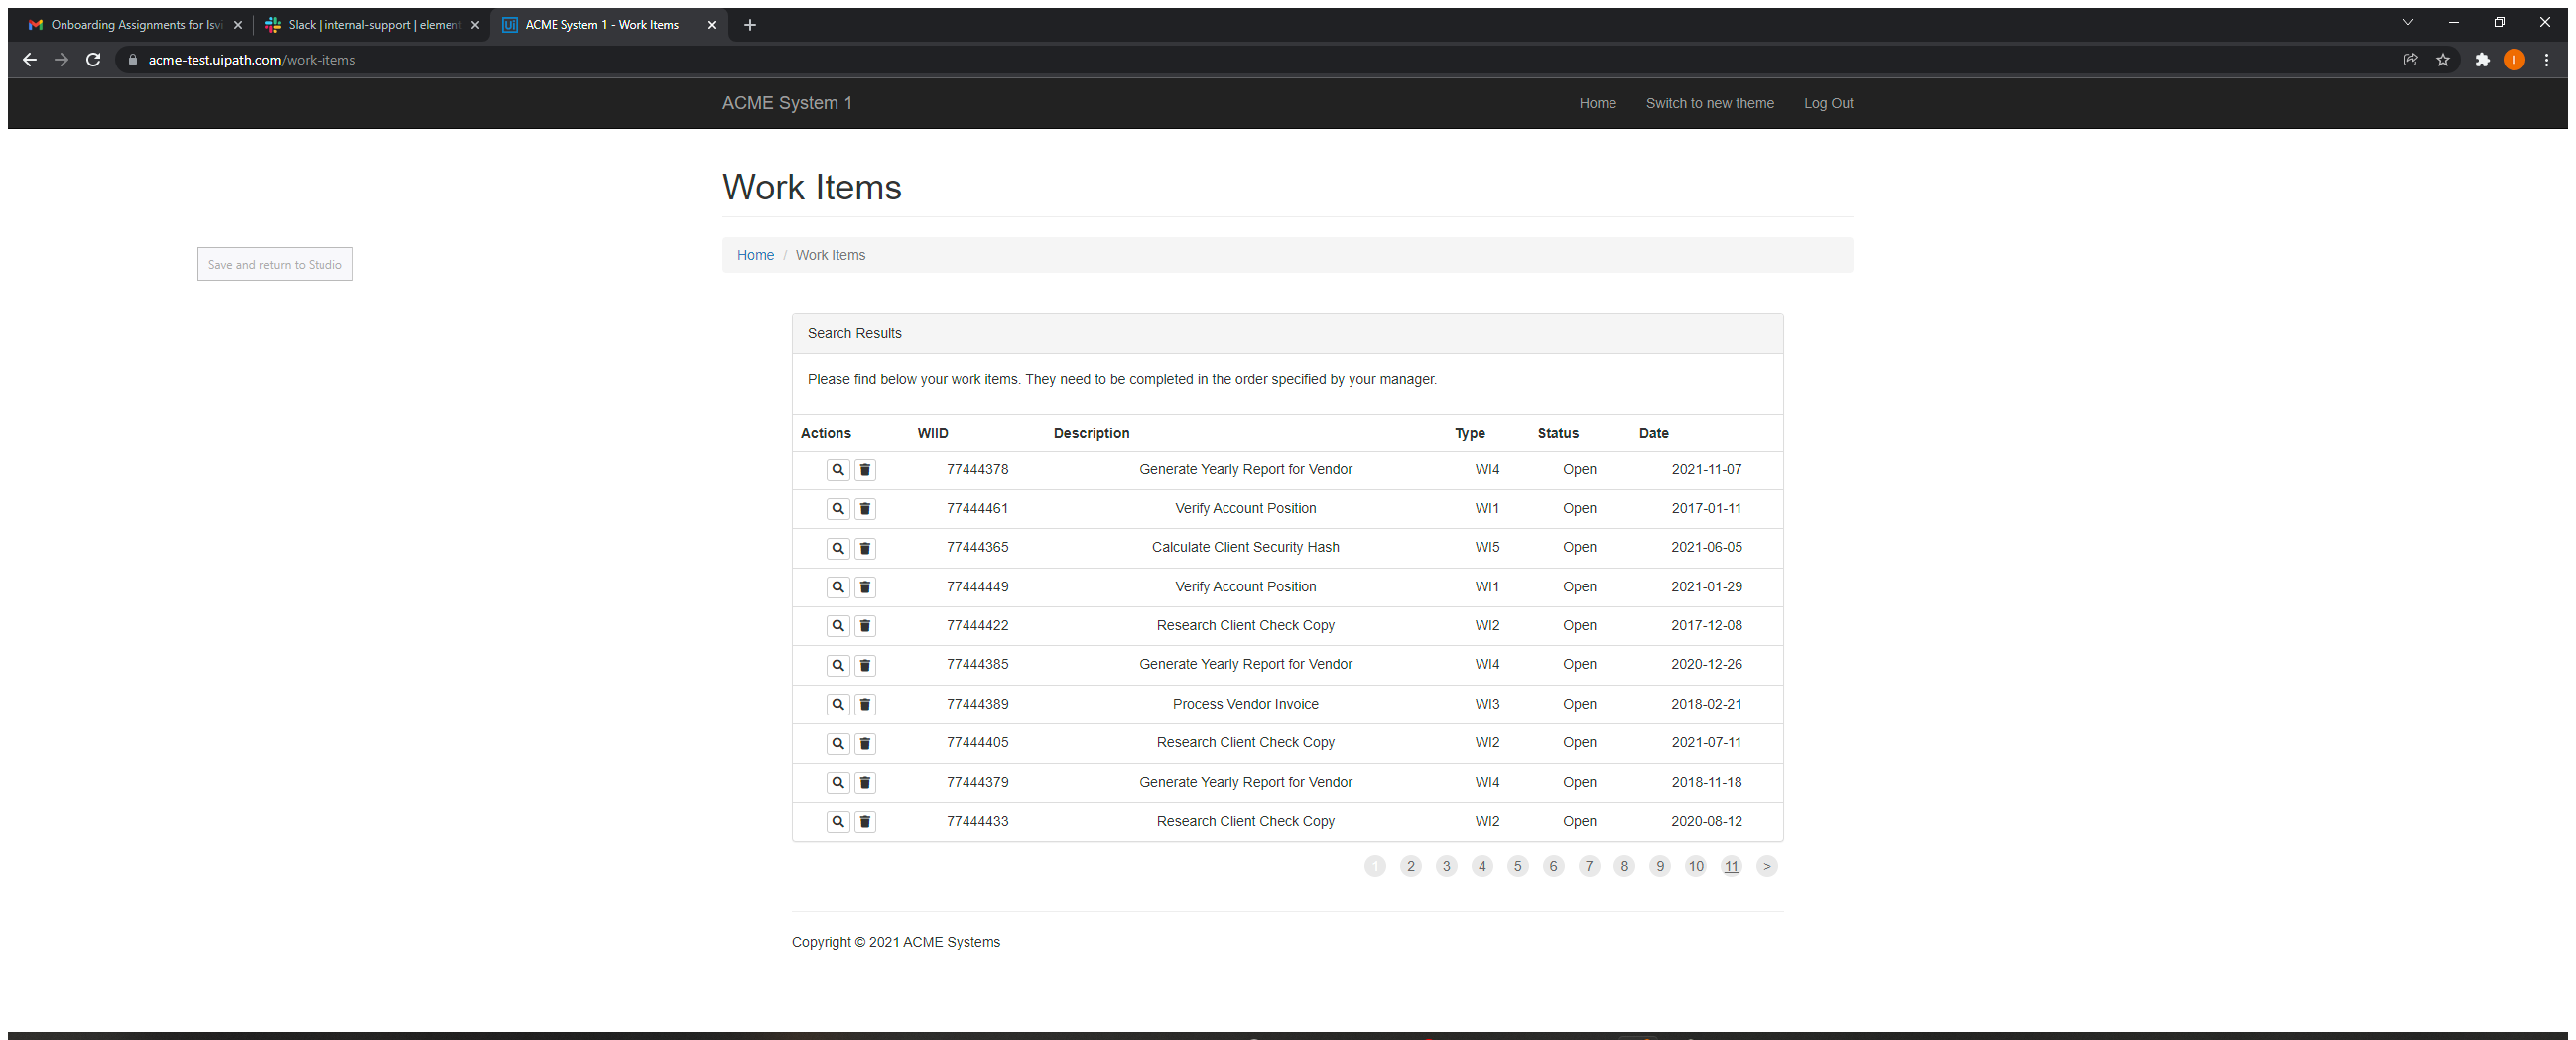 Onboarding Assignments for Isvi
Slack | internal-support | element
ACME System 1 - Work Items
acme-test.uipath.com/work-items
I
ACME System 1
Home
Switch to new theme
Log Out
Work Items
Home / Work Items
Save and return to Studio
Search Results
Please find below your work items. They need to be completed in the order specified by your manager.
Actions WIID Description Type Status Date
77444378 Generate Yearly Report for Vendor WI4 Open 2021-11-07
77444461 Verify Account Position WI1 Open 2017-01-11
77444365 Calculate Client Security Hash WI5 Open 2021-06-05
77444449 Verify Account Position WI1 Open 2021-01-29
77444422 Research Client Check Copy WI2 Open 2017-12-08
77444385 Generate Yearly Report for Vendor WI4 Open 2020-12-26
77444389 Process Vendor Invoice WI3 Open 2018-02-21
77444405 Research Client Check Copy WI2 Open 2021-07-11
77444379 Generate Yearly Report for Vendor WI4 Open 2018-11-18
77444433 Research Client Check Copy WI2 Open 2020-08-12
1 2 3 4 5 6 7 8 9 10 11 >
Copyright © 2021 ACME Systems